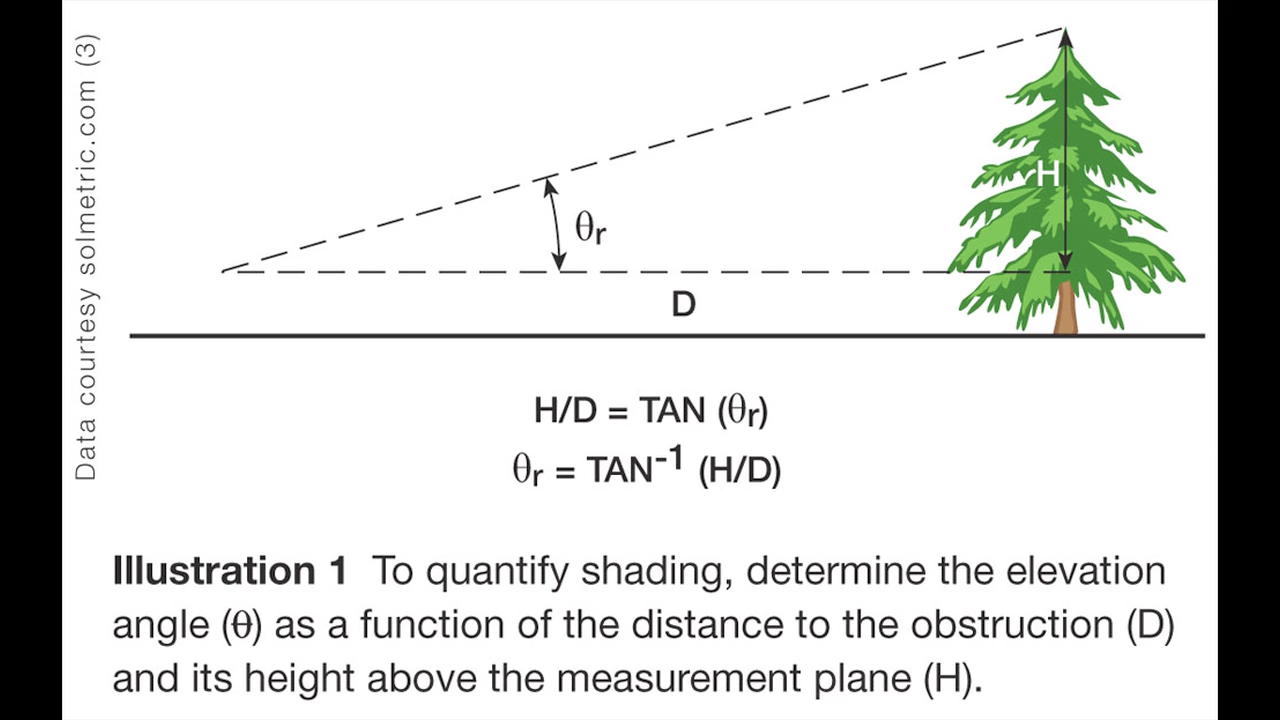 Data courtesy solmetric.com (3)
H
θr
D
H/D = TAN (θr)
θr = TAN⁻¹ (H/D)
Illustration 1 To quantify shading, determine the elevation
angle (θ) as a function of the distance to the obstruction (D)
and its height above the measurement plane (H).